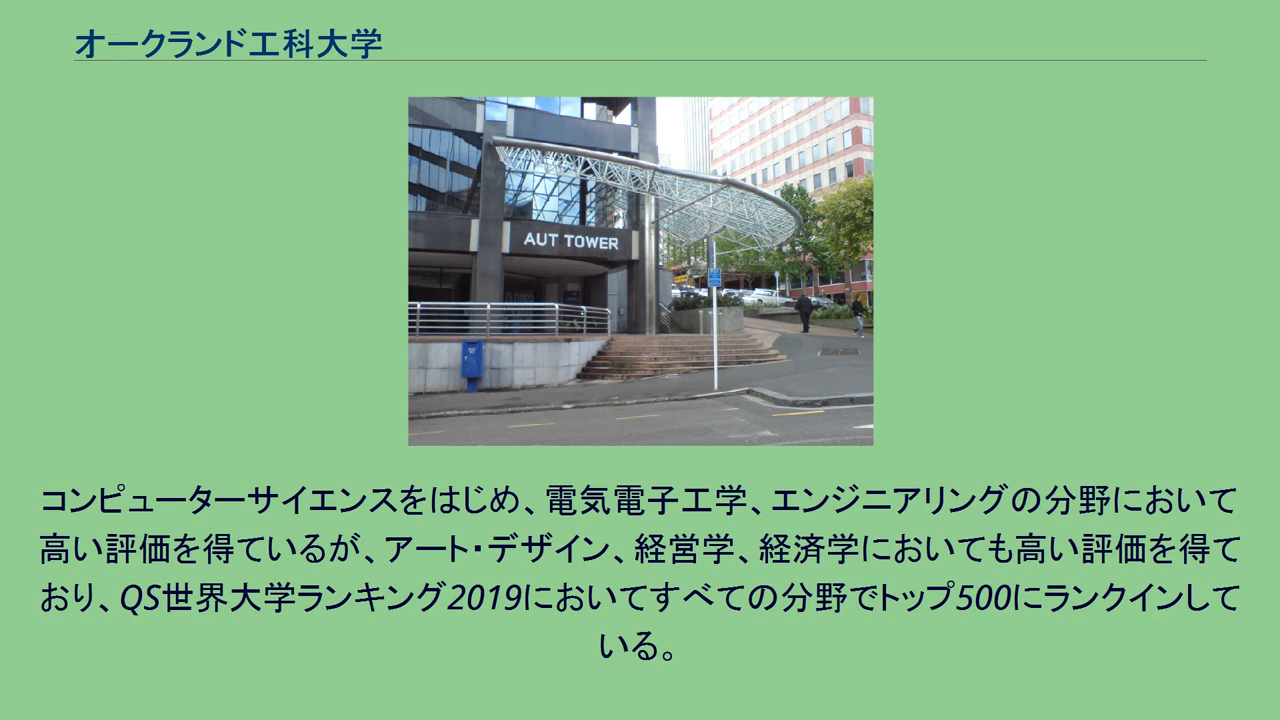 オークランド工科大学
AUT TOWER
コンピューターサイエンスをはじめ、電気電子工学、エンジニアリングの分野において
高い評価を得ているが、アート・デザイン、経営学、経済学においても高い評価を得て
おり、QS世界大学ランキング2019においてすべての分野でトップ500にランクインして
いる。